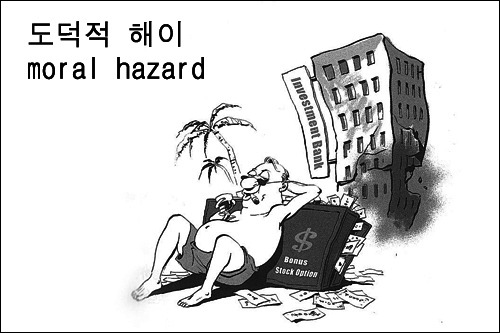 도덕적 해이
moral hazard
Investment Bank
$
Bonus
Stock Option